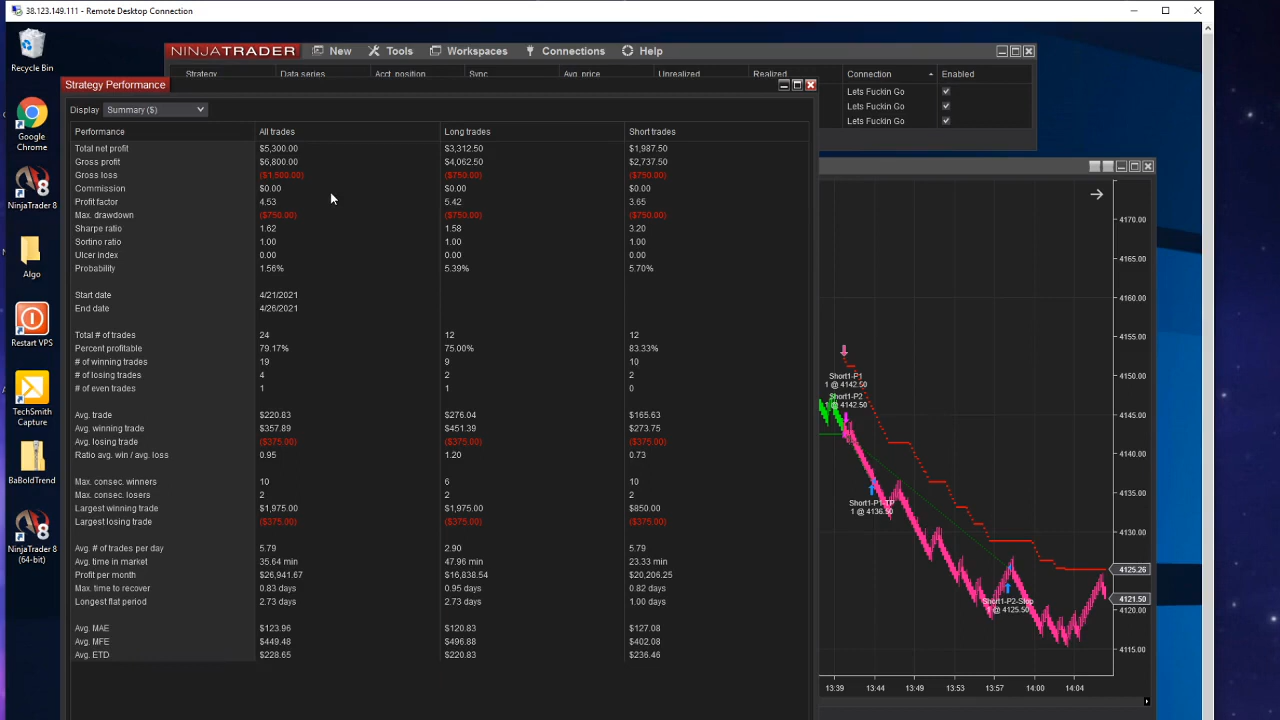 38.123.149.111 - Remote Desktop Connection
Recycle Bin
Google Chrome
NinjaTrader 8
Algo
Restart VPS
TechSmith Capture
BaBoldTrend
NinjaTrader 8 (64-bit)
NINJATRADER New Tools Workspaces Connections Help
Strategy Data series Acct. position Sync Avg. price Unrealized Realized Connection Enabled
Lets Fuckin Go
Lets Fuckin Go
Lets Fuckin Go
Strategy Performance
Display Summary ($)
Performance All trades Long trades Short trades
Total net profit $5,300.00 $3,312.50 $1,987.50
Gross profit $6,800.00 $4,062.50 $2,737.50
Gross loss ($1,500.00) ($750.00) ($750.00)
Commission $0.00 $0.00 $0.00
Profit factor 4.53 5.42 3.65
Max. drawdown ($750.00) ($750.00) ($750.00)
Sharpe ratio 1.62 1.58 3.20
Sortino ratio 1.00 1.00 1.00
Ulcer index 0.00 0.00 0.00
Probability 1.56% 5.39% 5.70%
Start date 4/21/2021
End date 4/26/2021
Total # of trades 24 12 12
Percent profitable 79.17% 75.00% 83.33%
# of winning trades 19 9 10
# of losing trades 4 2 2
# of even trades 1 1 0
Avg. trade $220.83 $276.04 $165.63
Avg. winning trade $357.89 $451.39 $273.75
Avg. losing trade ($375.00) ($375.00) ($375.00)
Ratio avg. win / avg. loss 0.95 1.20 0.73
Max. consec. winners 10 6 10
Max. consec. losers 2 2 2
Largest winning trade $1,975.00 $1,975.00 $850.00
Largest losing trade ($375.00) ($375.00) ($375.00)
Avg. # of trades per day 5.79 2.90 5.79
Avg. time in market 35.64 min 47.96 min 23.33 min
Profit per month $26,941.67 $16,838.54 $20,206.25
Max. time to recover 0.83 days 0.95 days 0.82 days
Longest flat period 2.73 days 2.73 days 1.00 days
Avg. MAE $123.96 $120.83 $127.08
Avg. MFE $449.48 $496.88 $402.08
Avg. ETD $228.65 $220.83 $236.46
Short1-P1
1 @ 4142.50
Short1-P2
1 @ 4142.50
Short1-P1-TP
1 @ 4136.50
Short1-P2-Stop
1 @ 4125.50
4170.00
4165.00
4160.00
4155.00
4150.00
4145.00
4140.00
4135.00
4130.00
4125.26
4121.50
4120.00
4115.00
13:39 13:44 13:49 13:53 13:57 14:00 14:04